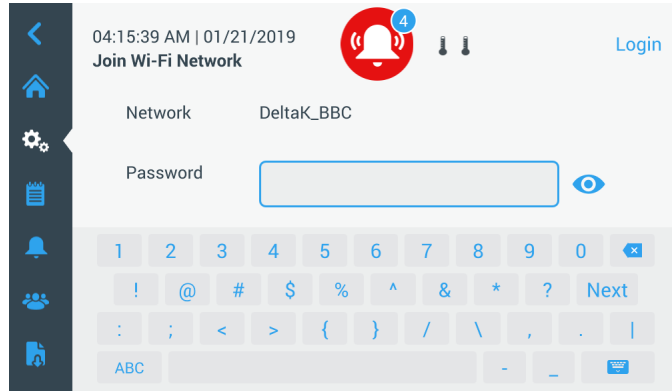 04:15:39 AM | 01/21/2019
4
Login
Join Wi-Fi Network
Network DeltaK_BBC
Password
1 2 3 4 5 6 7 8 9 0
! @ # $ % ^ & * ? Next
: ; < > { } / \ , . |
ABC - _